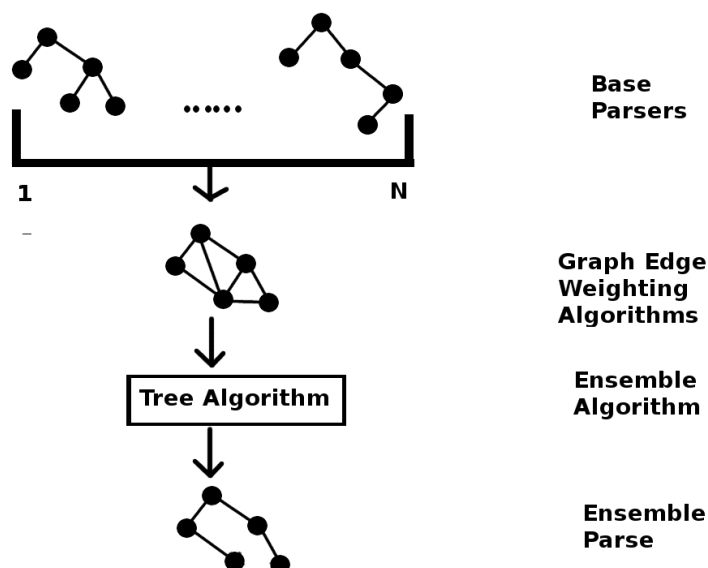 Base
Parsers
1
N
Graph Edge
Weighting
Algorithms
Tree Algorithm
Ensemble
Algorithm
Ensemble
Parse